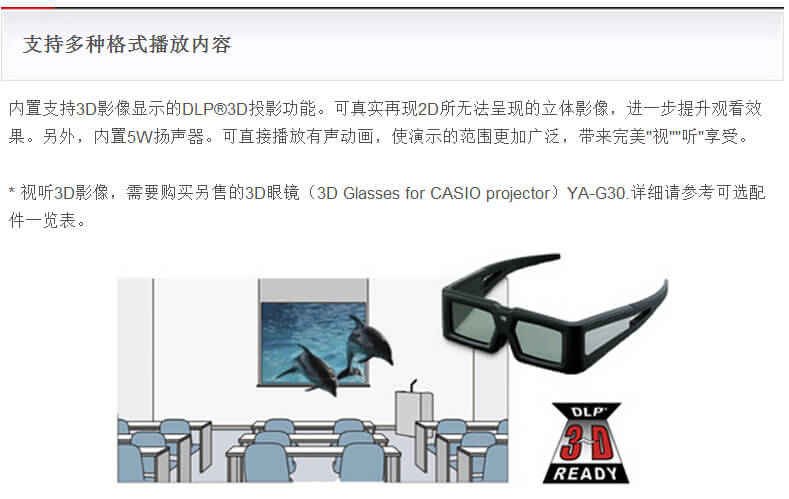 支持多种格式播放内容
内置支持3D影像显示的DLP®3D投影功能。可真实再现2D所无法呈现的立体影像，进一步提升观看效
果。另外，内置5W扬声器。可直接播放有声动画，使演示的范围更加广泛，带来完美"视""听"享受。
* 视听3D影像，需要购买另售的3D眼镜（3D Glasses for CASIO projector）YA-G30.详细请参考可选配
件一览表。
DLP®
3-D
READY